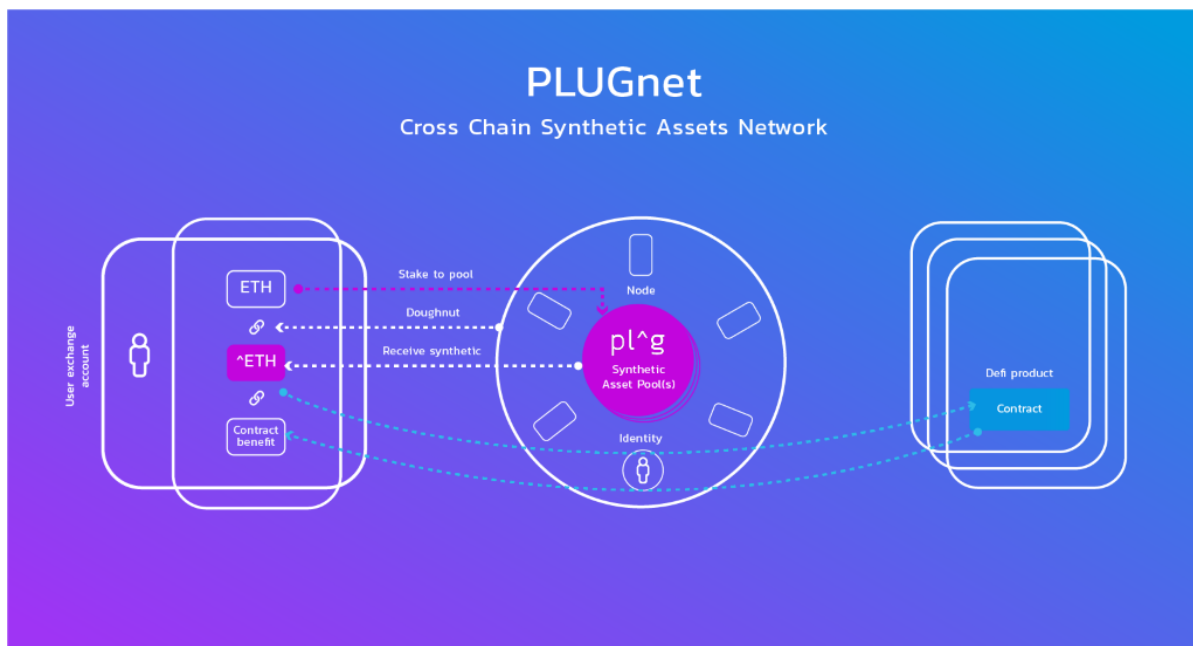 PLUGnet
Cross Chain Synthetic Assets Network
User exchange
account
ETH
^ETH
Contract
benefit
Stake to pool
Doughnut
Receive synthetic
Node
pl^g
Synthetic
Asset Pool(s)
Identity
Defi product
Contract